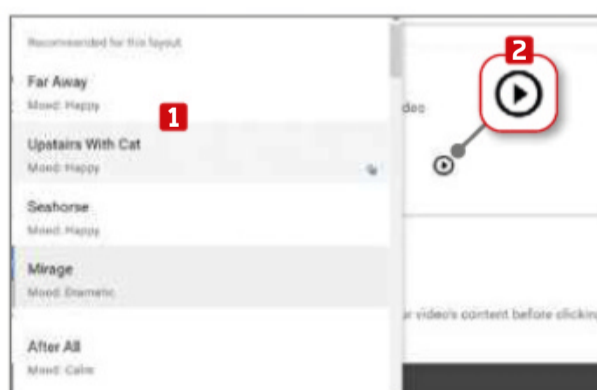 Recommended for this layout
Far Away
Mood: Happy
1
Upstairs With Cat
Mood: Happy
Seahorse
Mood: Happy
Mirage
Mood: Dramatic
After All
Mood: Calm
2
deo
r video's content before clicking